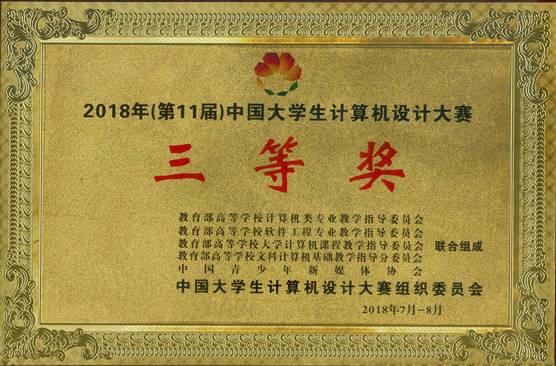 2018年(第11届)中国大学生计算机设计大赛
三等奖
教育部高等学校计算机类专业教学指导委员会
教育部高等学校软件工程专业教学指导委员会
教育部高等学校大学计算机课程教学指导委员会
教育部高等学校文科计算机基础教学指导分委员会
中国青少年新媒体协会
联合组成
中国大学生计算机设计大赛组织委员会
2018年7月-8月